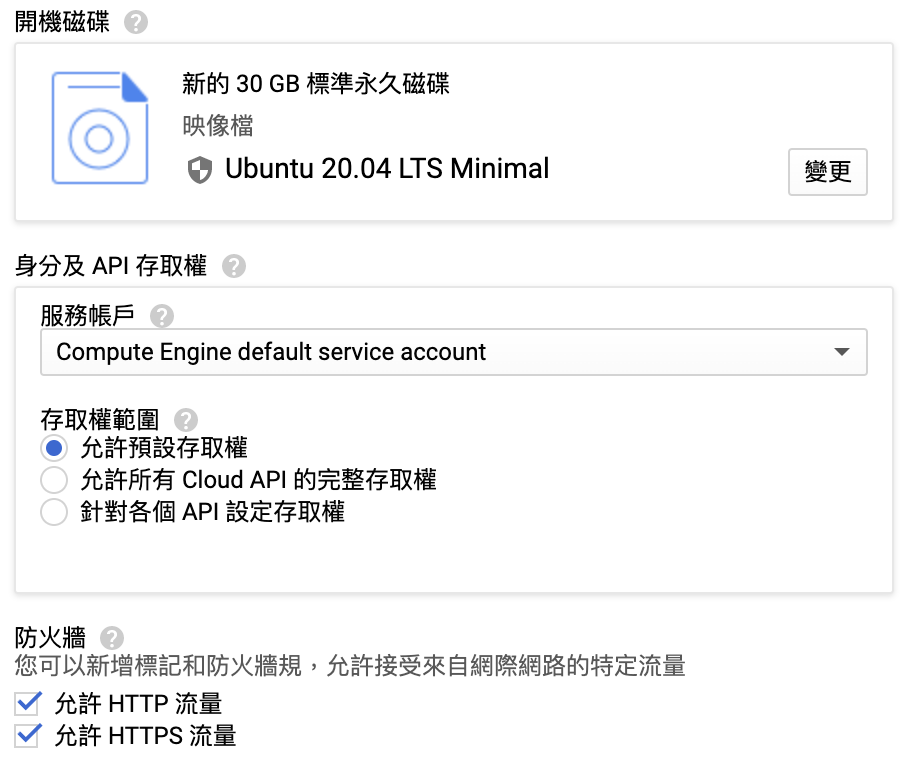 開機磁碟
新的 30 GB 標準永久磁碟
映像檔
Ubuntu 20.04 LTS Minimal
變更
身分及 API 存取權
服務帳戶
Compute Engine default service account
存取權範圍
允許預設存取權
允許所有 Cloud API 的完整存取權
針對各個 API 設定存取權
防火牆
您可以新增標記和防火牆規，允許接受來自網際網路的特定流量
允許 HTTP 流量
允許 HTTPS 流量